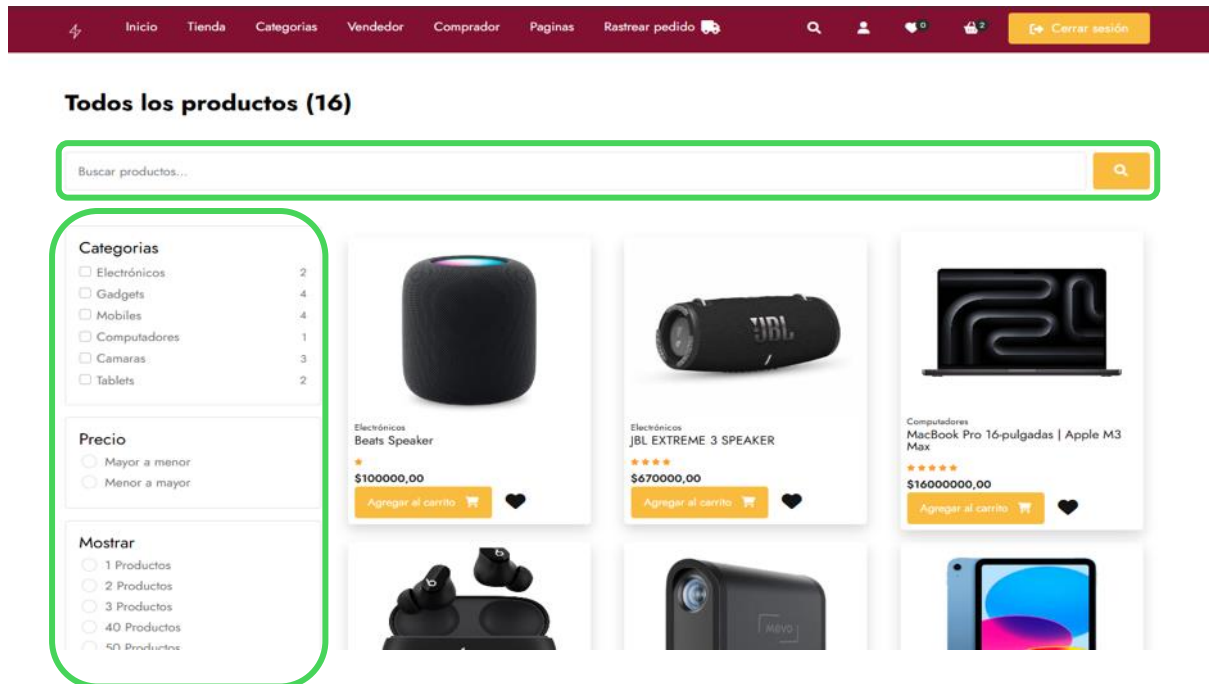 Inicio Tienda Categorias Vendedor Comprador Paginas Rastrear pedido 0 2 Cerrar sesión
Todos los productos (16)
Buscar productos...
Categorias
Electrónicos 2
Gadgets 4
Mobiles 4
Computadores 1
Camaras 3
Tablets 2
Precio
Mayor a menor
Menor a mayor
Mostrar
1 Productos
2 Productos
3 Productos
40 Productos
50 Productos
JBL
Electrónicos
Beats Speaker
$100000,00
Agregar al carrito
Electrónicos
JBL EXTREME 3 SPEAKER
$670000,00
Agregar al carrito
Computadores
MacBook Pro 16-pulgadas | Apple M3
Max
$16000000,00
Agregar al carrito
b
mevo